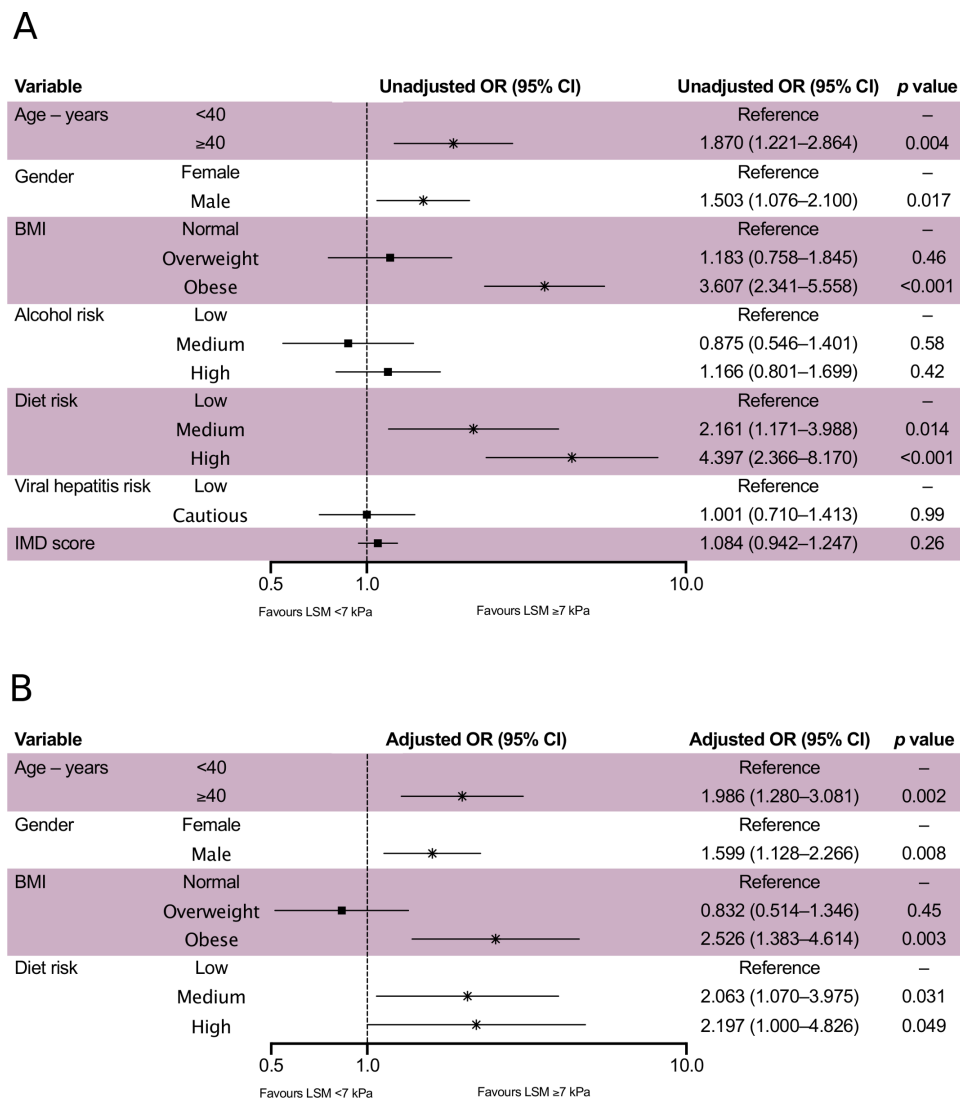 A
Variable Unadjusted OR (95% CI) Unadjusted OR (95% CI) p value
Age – years <40 Reference –
≥40 1.870 (1.221–2.864) 0.004
Gender Female Reference –
Male 1.503 (1.076–2.100) 0.017
BMI Normal Reference –
Overweight 1.183 (0.758–1.845) 0.46
Obese 3.607 (2.341–5.558) <0.001
Alcohol risk Low Reference –
Medium 0.875 (0.546–1.401) 0.58
High 1.166 (0.801–1.699) 0.42
Diet risk Low Reference –
Medium 2.161 (1.171–3.988) 0.014
High 4.397 (2.366–8.170) <0.001
Viral hepatitis risk Low Reference –
Cautious 1.001 (0.710–1.413) 0.99
IMD score 1.084 (0.942–1.247) 0.26
0.5 1.0 10.0
Favours LSM <7 kPa Favours LSM ≥7 kPa
B
Variable Adjusted OR (95% CI) Adjusted OR (95% CI) p value
Age – years <40 Reference –
≥40 1.986 (1.280–3.081) 0.002
Gender Female Reference –
Male 1.599 (1.128–2.266) 0.008
BMI Normal Reference –
Overweight 0.832 (0.514–1.346) 0.45
Obese 2.526 (1.383–4.614) 0.003
Diet risk Low Reference –
Medium 2.063 (1.070–3.975) 0.031
High 2.197 (1.000–4.826) 0.049
0.5 1.0 10.0
Favours LSM <7 kPa Favours LSM ≥7 kPa